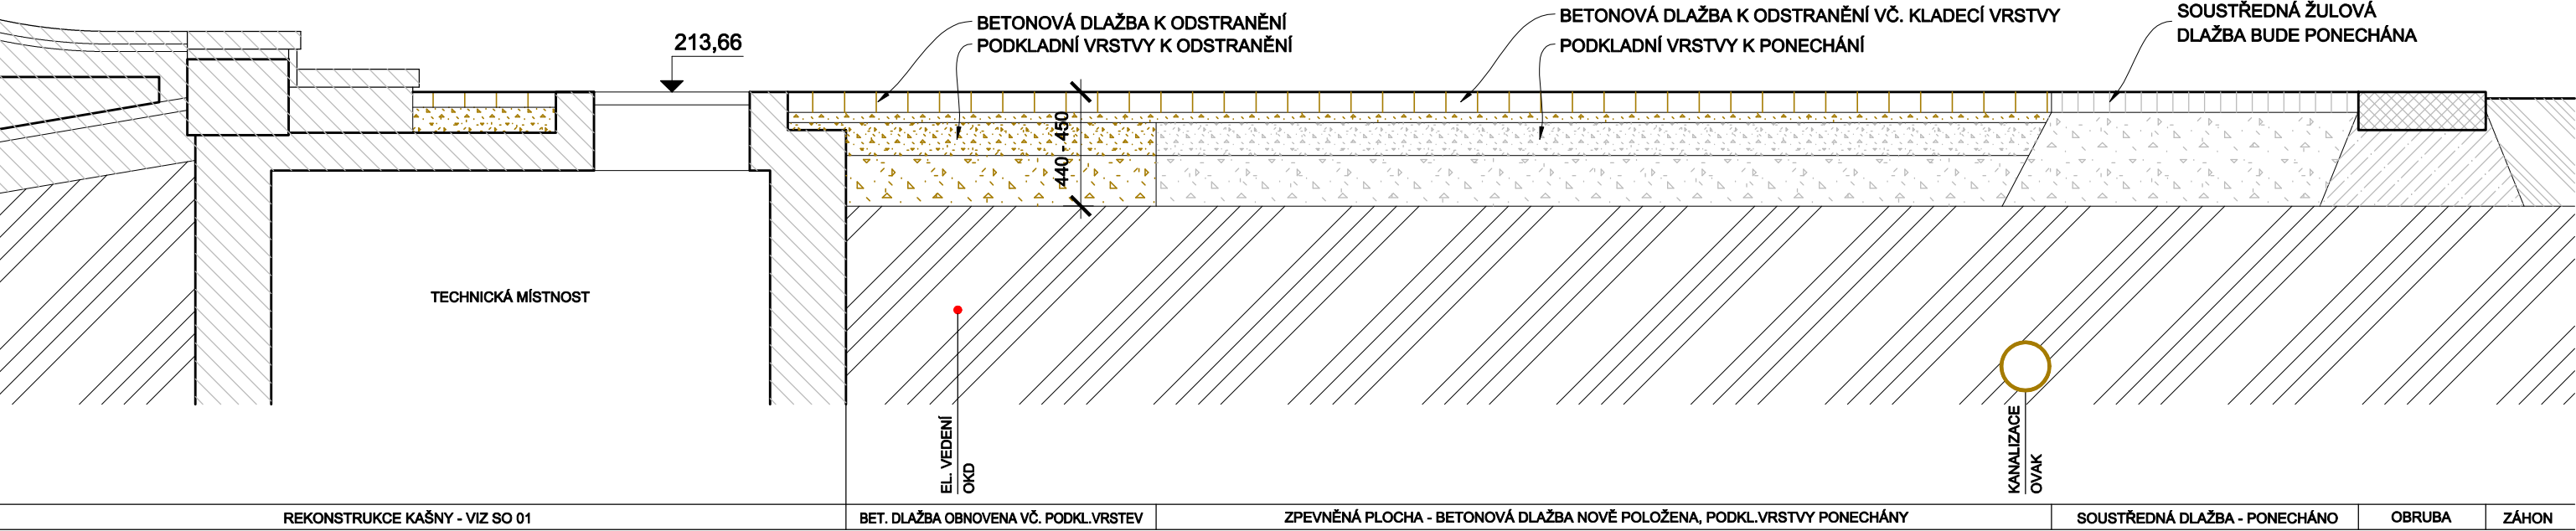 BETONOVÁ DLAŽBA K ODSTRANĚNÍ
PODKLADNÍ VRSTVY K ODSTRANĚNÍ
BETONOVÁ DLAŽBA K ODSTRANĚNÍ VČ. KLADECÍ VRSTVY
PODKLADNÍ VRSTVY K PONECHÁNÍ
SOUSTŘEDNÁ ŽULOVÁ
DLAŽBA BUDE PONECHÁNA
213,66
440 - 450
TECHNICKÁ MÍSTNOST
EL. VEDENÍ
OKD
KANALIZACE
OVAK
REKONSTRUKCE KAŠNY - VIZ SO 01
BET. DLAŽBA OBNOVENA VČ. PODKL.VRSTEV
ZPEVNĚNÁ PLOCHA - BETONOVÁ DLAŽBA NOVĚ POLOŽENA, PODKL.VRSTVY PONECHÁNY
SOUSTŘEDNÁ DLAŽBA - PONECHÁNO
OBRUBA
ZÁHON